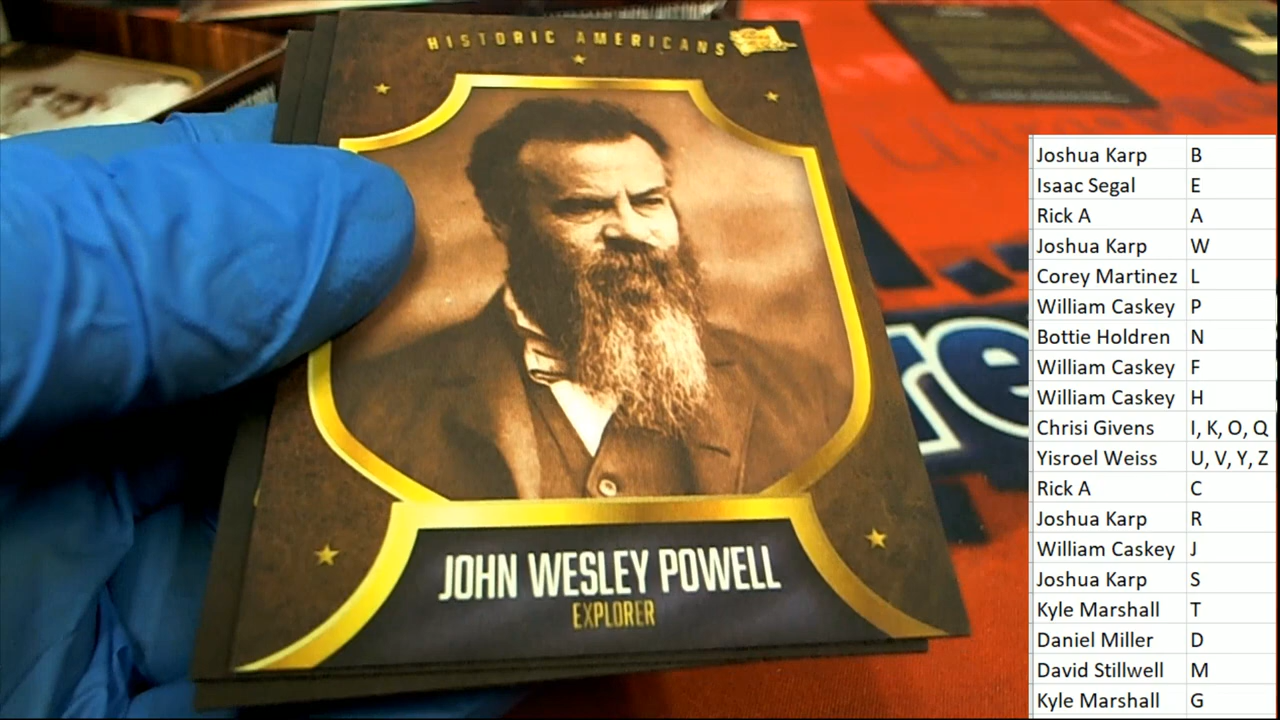 HISTORIC AMERICANS
JOHN WESLEY POWELL
EXPLORER
re
Joshua Karp B
Isaac Segal E
Rick A A
Joshua Karp W
Corey Martinez L
William Caskey P
Bottie Holdren N
William Caskey F
William Caskey H
Chrisi Givens I, K, O, Q
Yisroel Weiss U, V, Y, Z
Rick A C
Joshua Karp R
William Caskey J
Joshua Karp S
Kyle Marshall T
Daniel Miller D
David Stillwell M
Kyle Marshall G